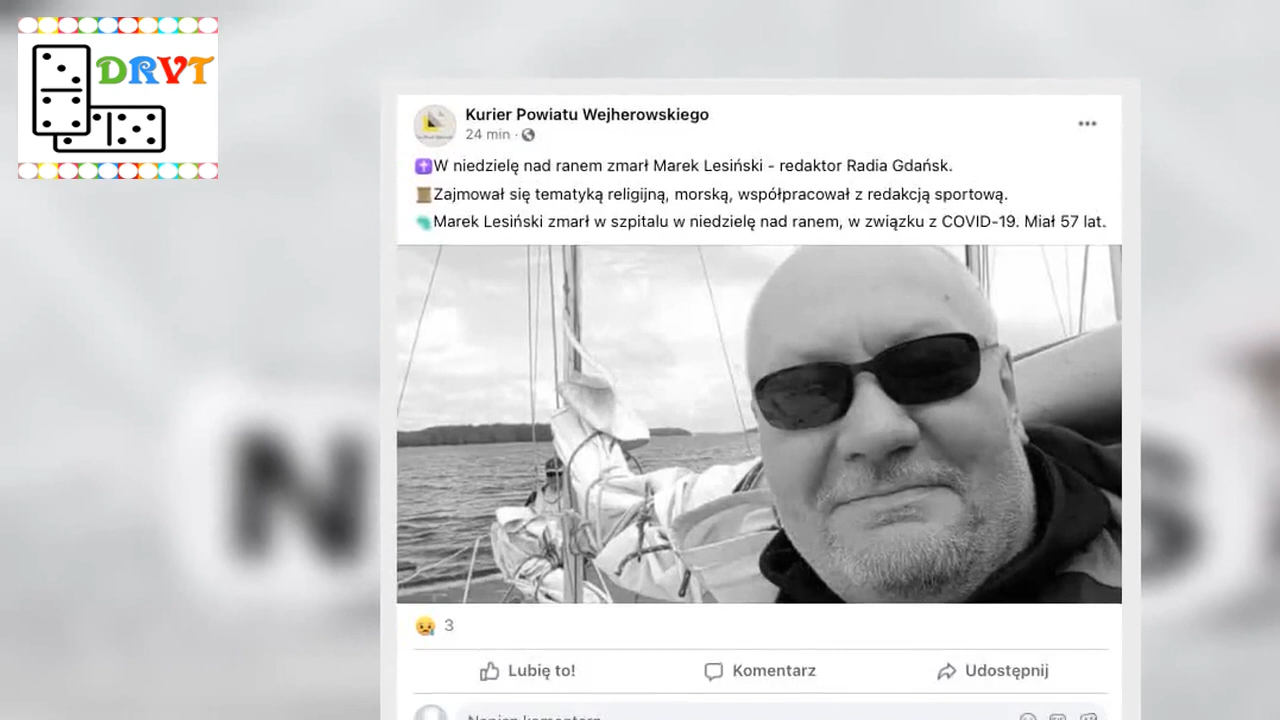 DRVT
Kurier Powiatu Wejherowskiego
24 min ·
W niedzielę nad ranem zmarł Marek Lesiński - redaktor Radia Gdańsk.
Zajmował się tematyką religijną, morską, współpracował z redakcją sportową.
Marek Lesiński zmarł w szpitalu w niedzielę nad ranem, w związku z COVID-19. Miał 57 lat.
N
S
3
Lubię to!
Komentarz
Udostępnij